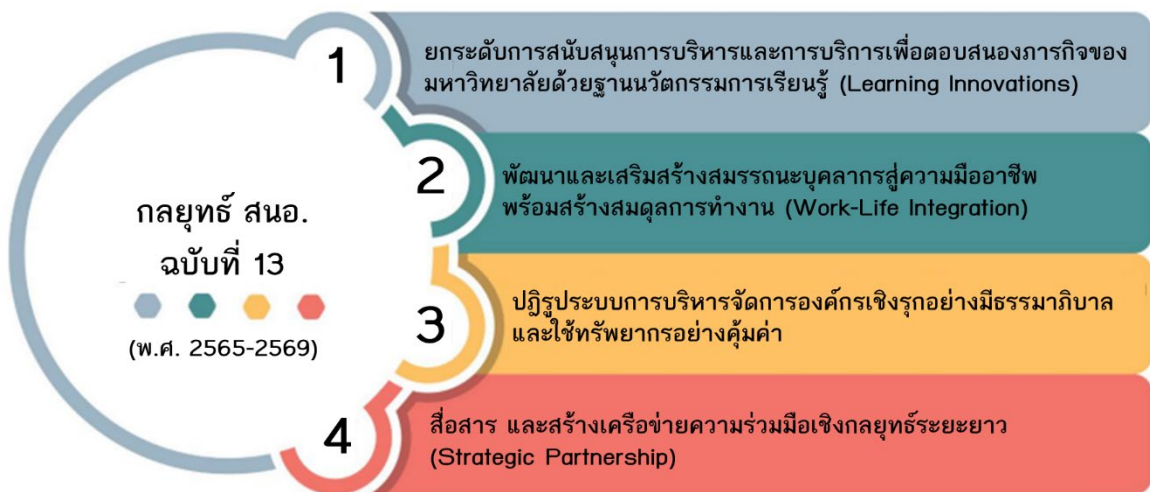 กลยุทธ์ สนอ.
ฉบับที่ 13
(พ.ศ. 2565-2569)
1
ยกระดับการสนับสนุนการบริหารและการบริการเพื่อตอบสนองภารกิจของ
มหาวิทยาลัยด้วยฐานนวัตกรรมการเรียนรู้ (Learning Innovations)
2
พัฒนาและเสริมสร้างสมรรถนะบุคลากรสู่ความมืออาชีพ
พร้อมสร้างสมดุลการทำงาน (Work-Life Integration)
3
ปฎิรูประบบการบริหารจัดการองค์กรเชิงรุกอย่างมีธรรมาภิบาล
และใช้ทรัพยากรอย่างคุ้มค่า
4
สื่อสาร และสร้างเครือข่ายความร่วมมือเชิงกลยุทธ์ระยะยาว
(Strategic Partnership)